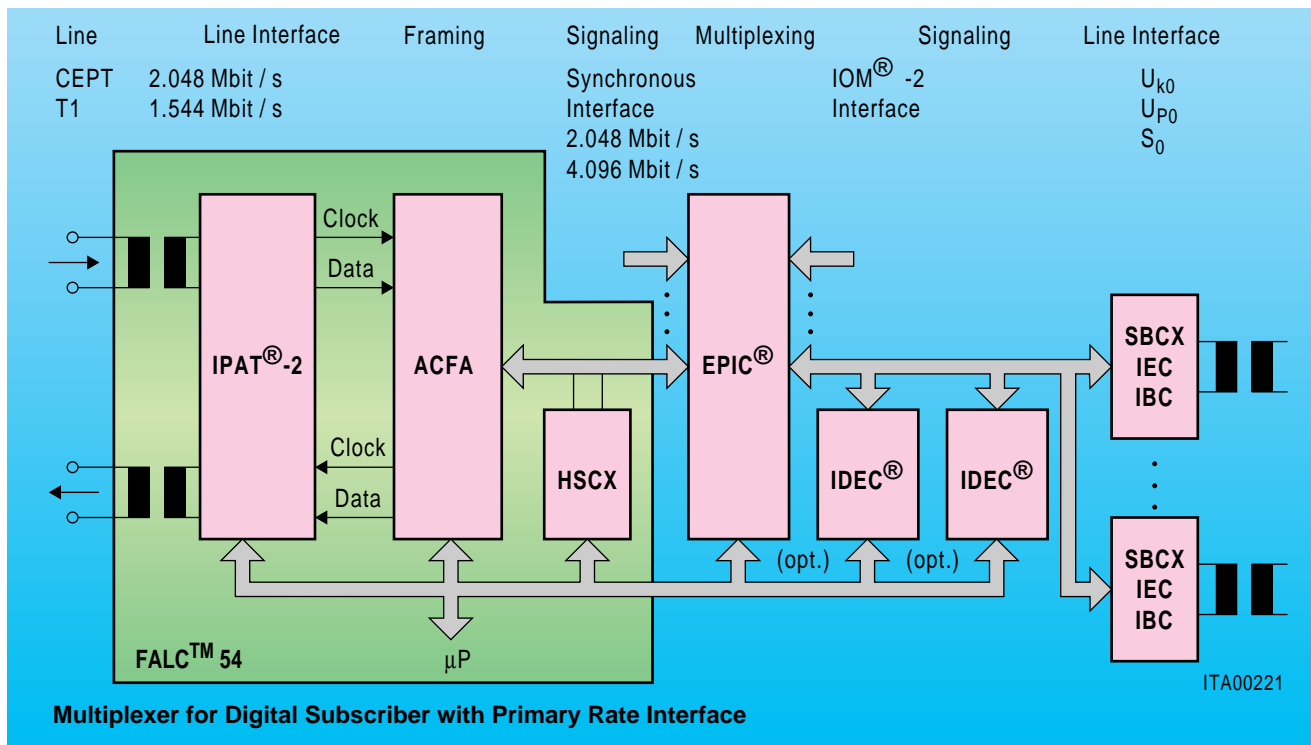 Line Line Interface Framing Signaling Multiplexing Signaling Line Interface
CEPT 2.048 Mbit / s Synchronous IOM® -2 Uk0
T1 1.544 Mbit / s Interface Interface UP0
2.048 Mbit / s S0
4.096 Mbit / s
Clock
Data
IPAT®-2
ACFA
EPIC®
SBCX
IEC
IBC
Clock
Data
HSCX
IDEC®
IDEC®
(opt.)
(opt.)
SBCX
IEC
IBC
FALC™ 54
µP
ITA00221
Multiplexer for Digital Subscriber with Primary Rate Interface